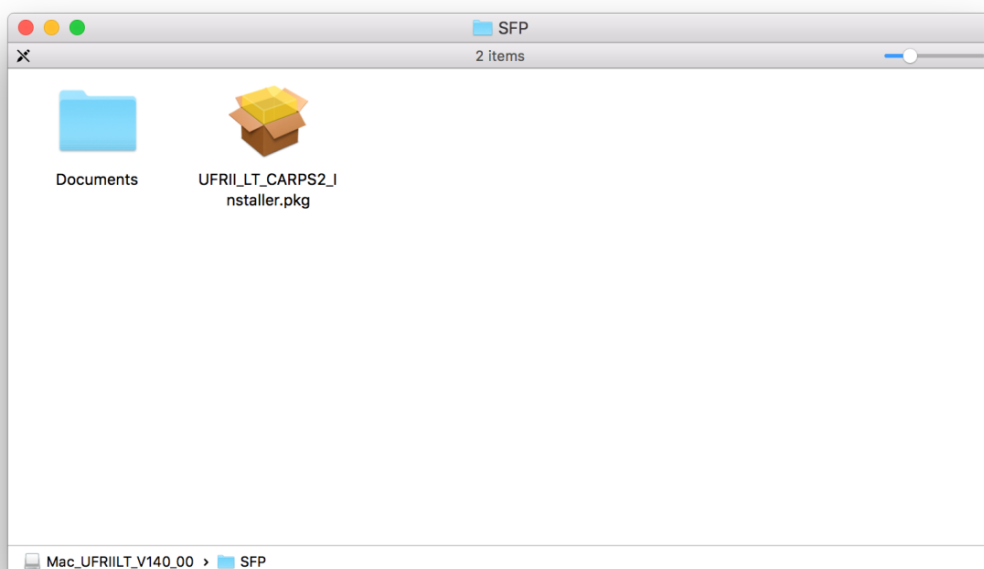 SFP
2 items
Documents
UFRII_LT_CARPS2_I
nstaller.pkg
Mac_UFRIILT_V140_00 › SFP